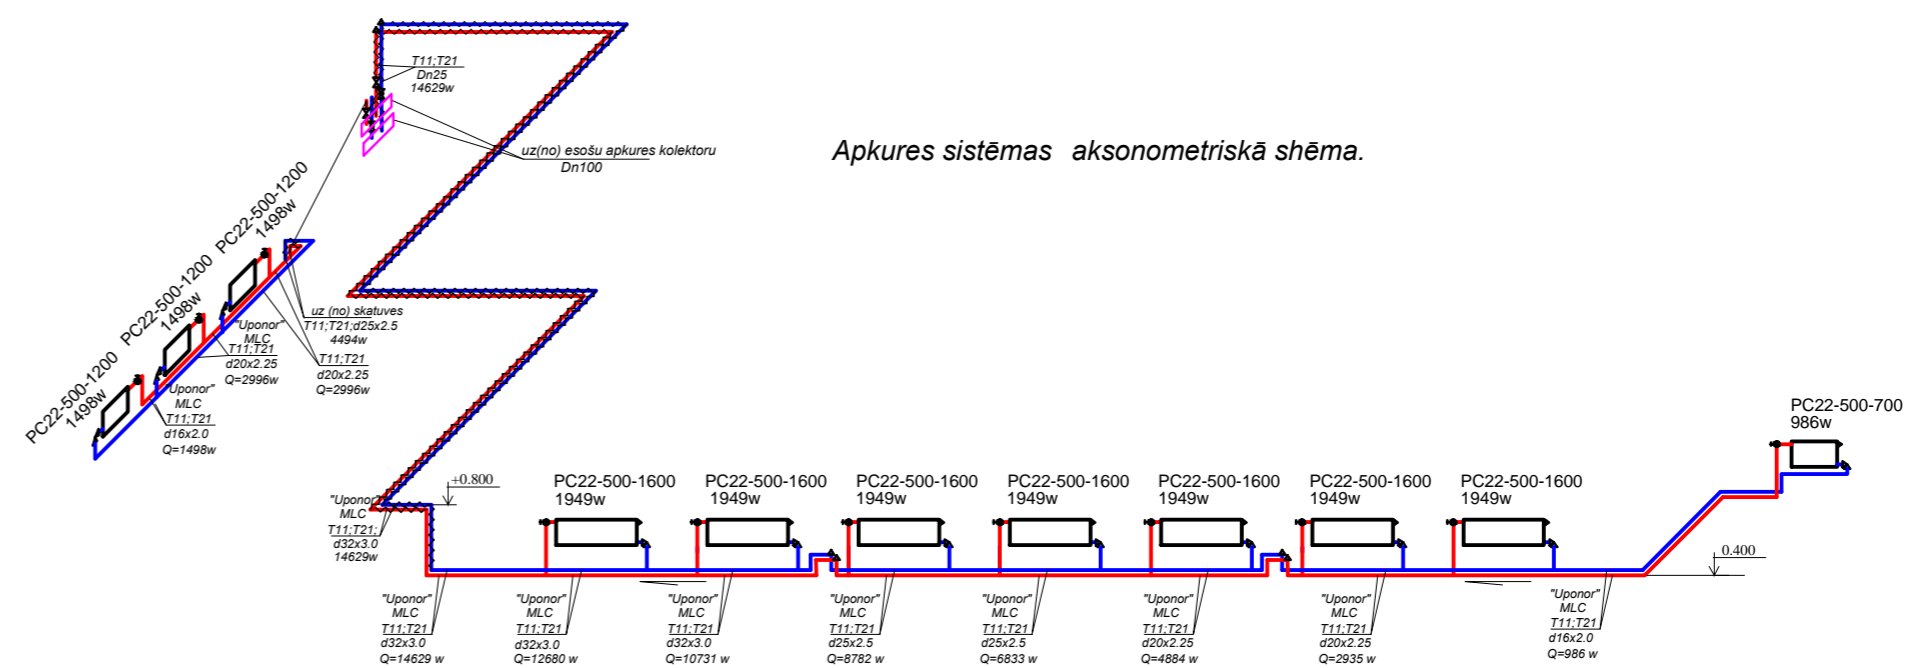 T11;T21
Dn25
14629w
uz(no) esošu apkures kolektoru
Dn100
Apkures sistēmas aksonometriskā shēma.
PC22-500-1200
1498w
PC22-500-1200
1498w
PC22-500-1200
1498w
uz (no) skatuves
T11;T21;d25x2.5
4494w
"Uponor"
MLC
T11;T21
d20x2.25
Q=2996w
T11;T21
d20x2.25
Q=2996w
"Uponor"
MLC
T11;T21
d16x2.0
Q=1498w
"Uponor"
MLC
T11;T21;
d32x3.0
14629w
+0.800
PC22-500-1600
1949w
PC22-500-1600
1949w
PC22-500-1600
1949w
PC22-500-1600
1949w
PC22-500-1600
1949w
PC22-500-1600
1949w
PC22-500-1600
1949w
PC22-500-700
986w
0.400
"Uponor"
MLC
T11;T21
d32x3.0
Q=14629 w
"Uponor"
MLC
T11;T21
d32x3.0
Q=12680 w
"Uponor"
MLC
T11;T21
d32x3.0
Q=10731 w
"Uponor"
MLC
T11;T21
d25x2.5
Q=8782 w
"Uponor"
MLC
T11;T21
d25x2.5
Q=6833 w
"Uponor"
MLC
T11;T21
d20x2.25
Q=4884 w
"Uponor"
MLC
T11;T21
d20x2.25
Q=2935 w
"Uponor"
MLC
T11;T21
d16x2.0
Q=986 w